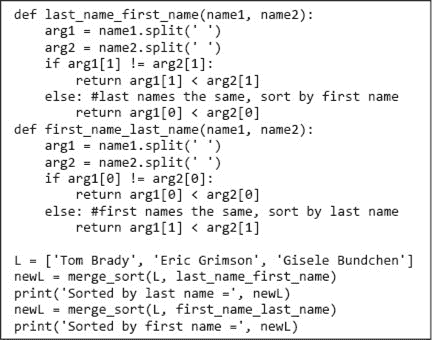 def last_name_first_name(name1, name2):
    arg1 = name1.split(' ')
    arg2 = name2.split(' ')
    if arg1[1] != arg2[1]:
        return arg1[1] < arg2[1]
    else: #last names the same, sort by first name
        return arg1[0] < arg2[0]
def first_name_last_name(name1, name2):
    arg1 = name1.split(' ')
    arg2 = name2.split(' ')
    if arg1[0] != arg2[0]:
        return arg1[0] < arg2[0]
    else: #first names the same, sort by last name
        return arg1[1] < arg2[1]

L = ['Tom Brady', 'Eric Grimson', 'Gisele Bundchen']
newL = merge_sort(L, last_name_first_name)
print('Sorted by last name =', newL)
newL = merge_sort(L, first_name_last_name)
print('Sorted by first name =', newL)